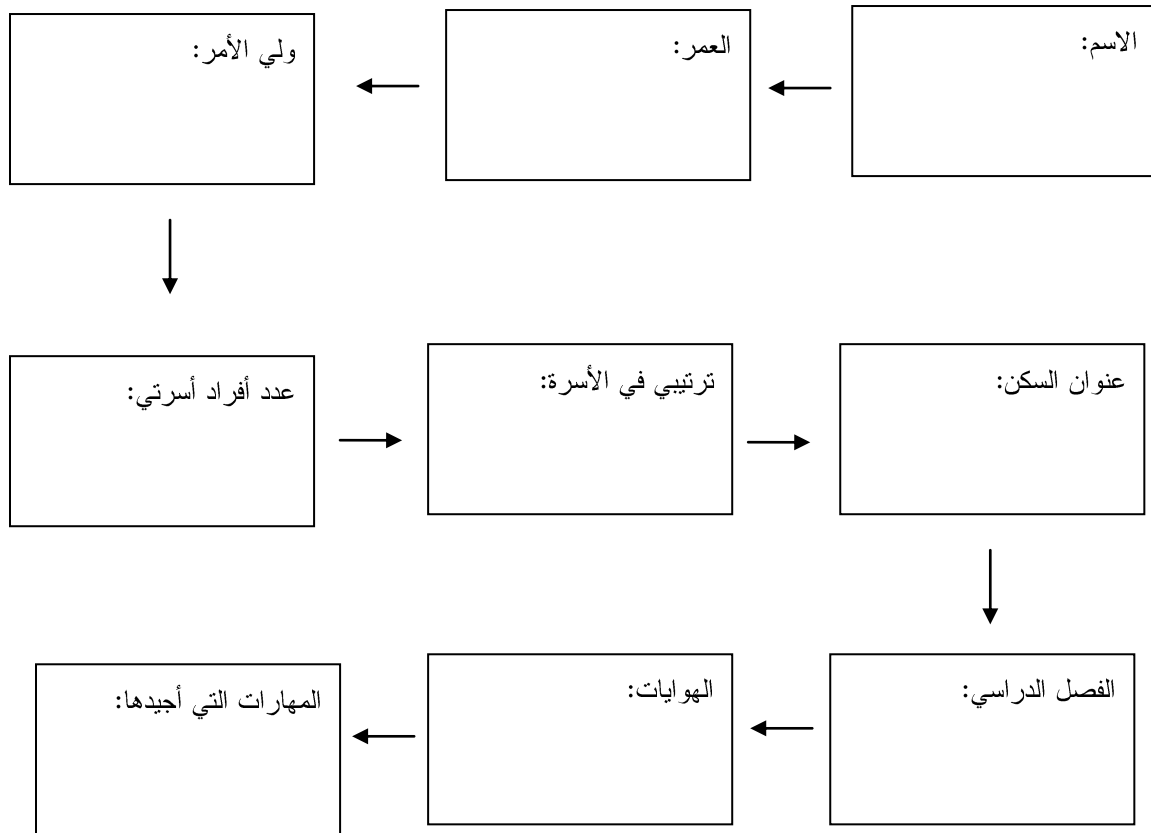 الاسم:
العمر:
ولي الأمر:
عدد أفراد أسرتي:
ترتيبي في الأسرة:
عنوان السكن:
الفصل الدراسي:
الهوايات:
المهارات التي أجيدها: